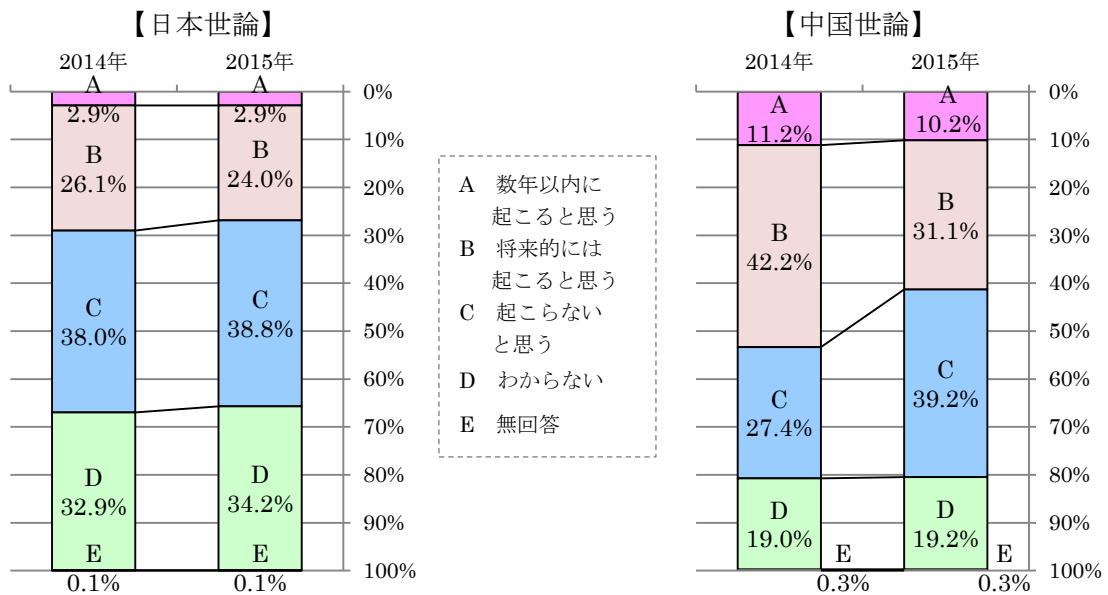 【日本世論】
2014年 2015年
A A
2.9% 2.9%
B B
26.1% 24.0%
C C
38.0% 38.8%
D D
32.9% 34.2%
E E
0.1% 0.1%
0%
10%
20%
30%
40%
50%
60%
70%
80%
90%
100%
A 数年以内に
起こると思う
B 将来的には
起こると思う
C 起こらない
と思う
D わからない
E 無回答
【中国世論】
2014年 2015年
A A
11.2% 10.2%
B B
42.2% 31.1%
C C
27.4% 39.2%
D D
19.0% 19.2%
E E
0.3% 0.3%
0%
10%
20%
30%
40%
50%
60%
70%
80%
90%
100%